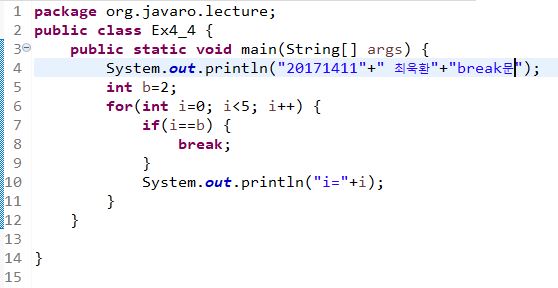 1 package org.javaro.lecture;
2 public class Ex4_4 {
3 public static void main(String[] args) {
4 System.out.println("20171411"+" 최욱환"+"break문");
5 int b=2;
6 for(int i=0; i<5; i++) {
7 if(i==b) {
8 break;
9 }
10 System.out.println("i="+i);
11 }
12 }
13
14 }
15